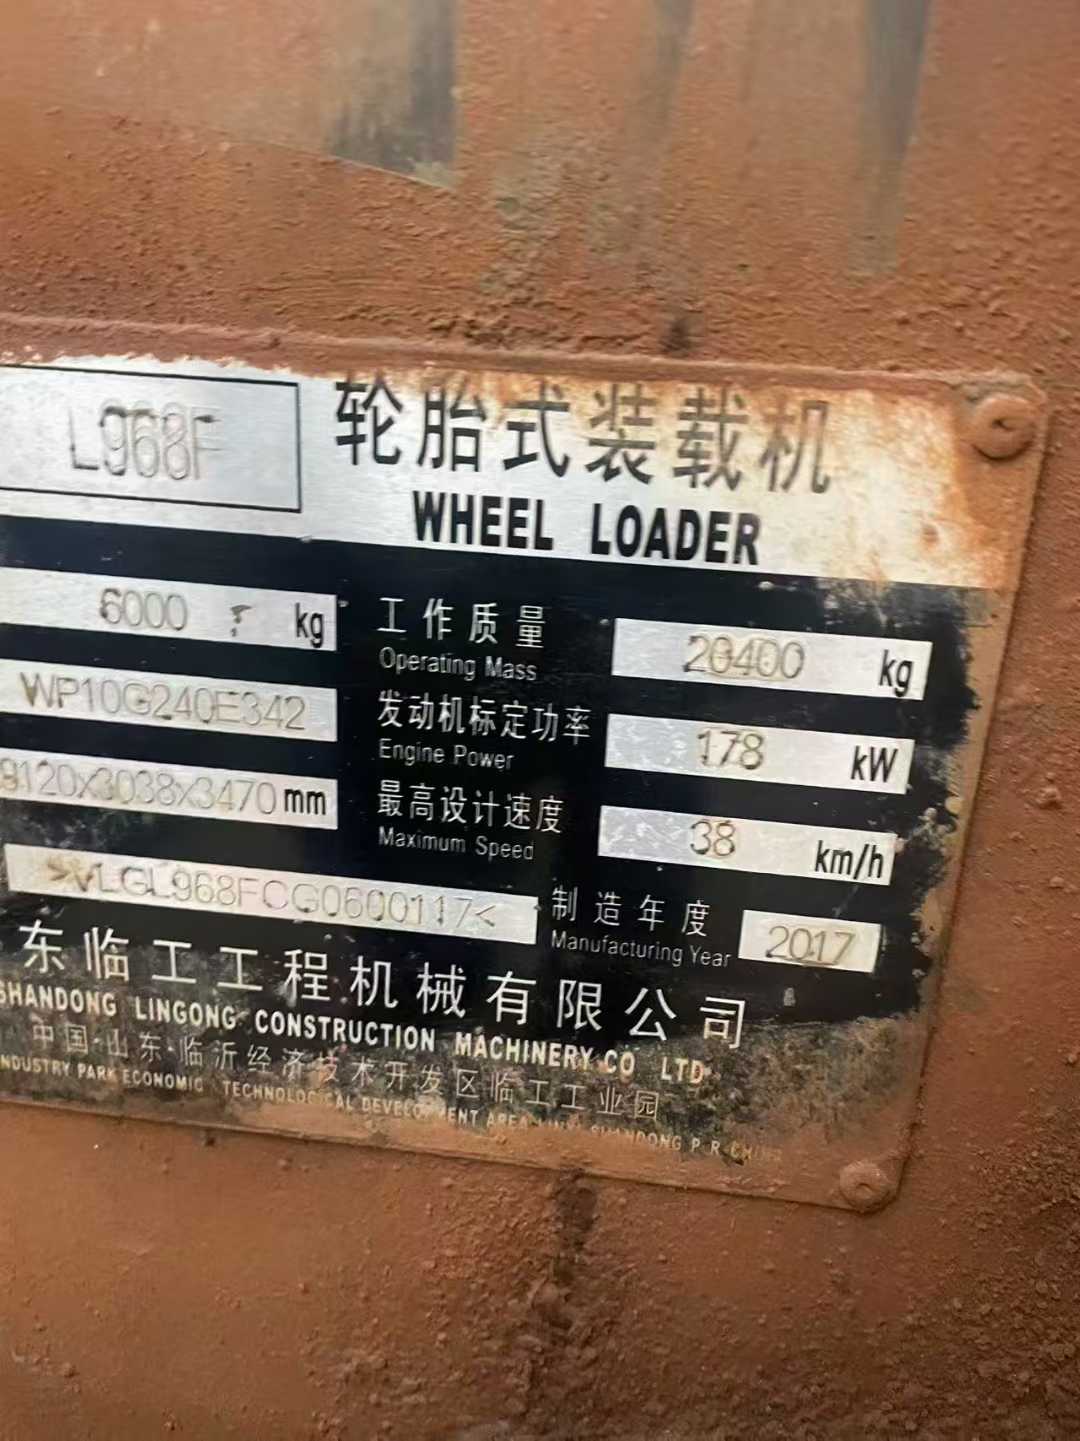 L968F 轮胎式装载机
WHEEL LOADER
6000 kg 工作质量 20400 kg
Operating Mass
WP10G240E342 发动机标定功率 178 kW
Engine Power
9120x3038x3470 mm 最高设计速度 38 km/h
Maximum Speed
>VLGL968FCG0600117< 制造年度 2017
Manufacturing Year
东临工工程机械有限公司
SHANDONG LINGONG CONSTRUCTION MACHINERY CO LTD
中国·山东·临沂经济技术开发区临工工业园
INDUSTRY PARK ECONOMIC TECHNOLOGICAL DEVELOPMENT AREA LINYI SHANDONG P R CHINA